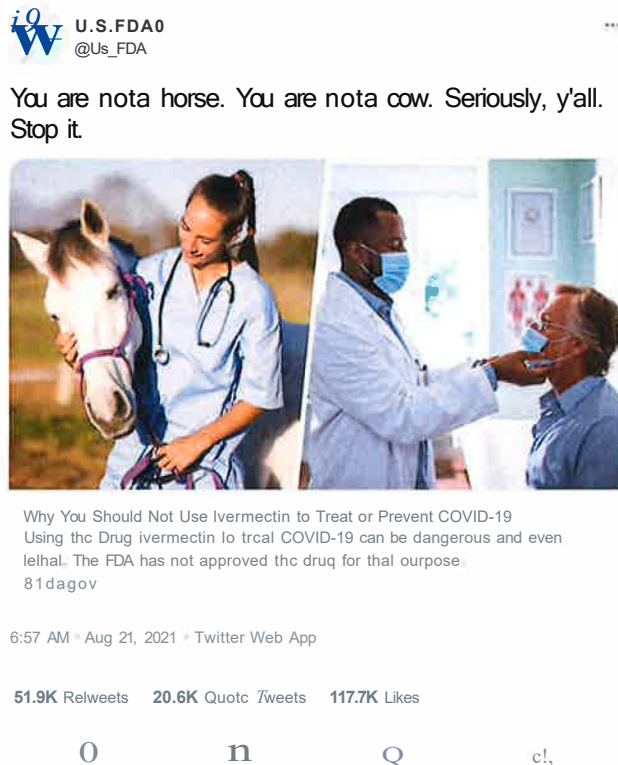 i9
W
U.S.FDA0
@Us_FDA
You are nota horse. You are nota cow. Seriously, y'all.
Stop it.
Why You Should Not Use Ivermectin to Treat or Prevent COVID-19
Using thc Drug ivermectin lo trcal COVID-19 can be dangerous and even
lelhal. The FDA has not approved thc druq for thal ourpose
81dagov
6:57 AM · Aug 21, 2021 · Twitter Web App
51.9K Relweets 20.6K Quotc Tweets 117.7K Likes
0 n Q c!,